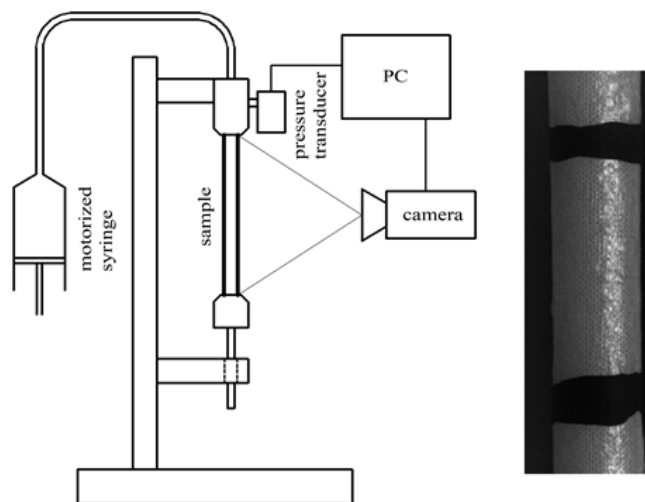 PC
pressure
transducer
camera
sample
motorized
syringe